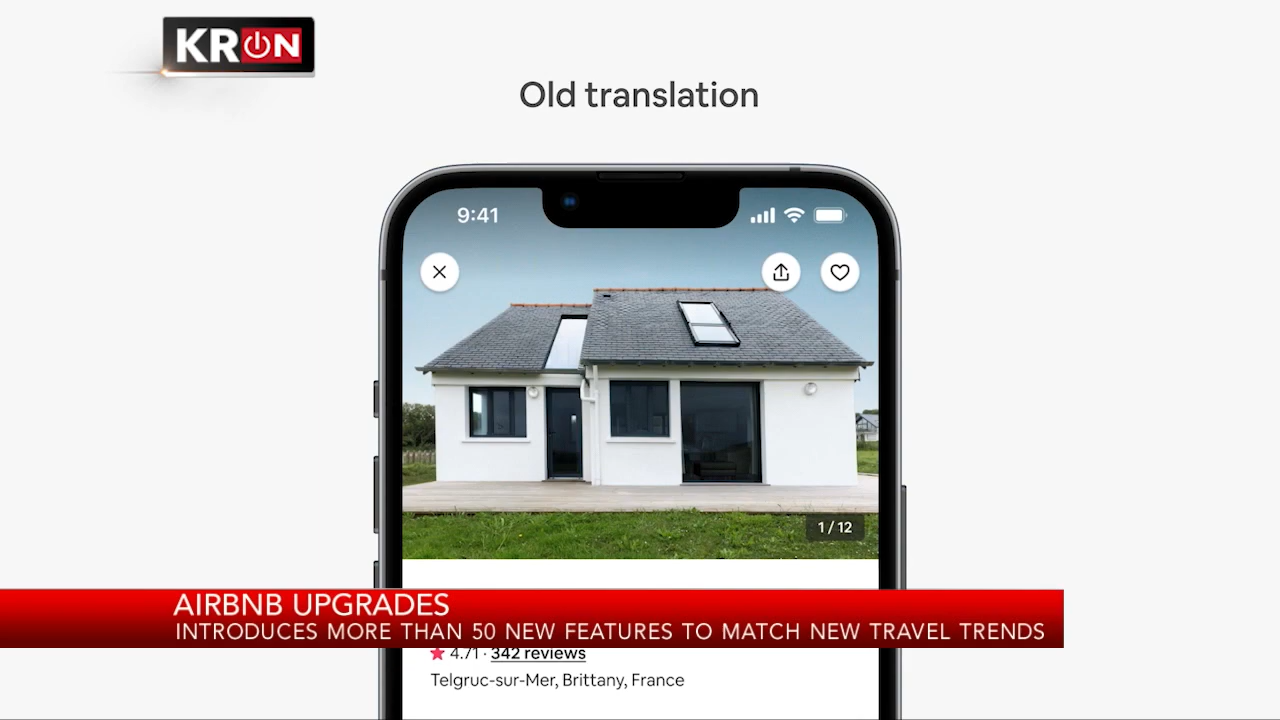 KRON
Old translation
9:41
1 / 12
AIRBNB UPGRADES
INTRODUCES MORE THAN 50 NEW FEATURES TO MATCH NEW TRAVEL TRENDS
4.71 · 342 reviews
Telgruc-sur-Mer, Brittany, France